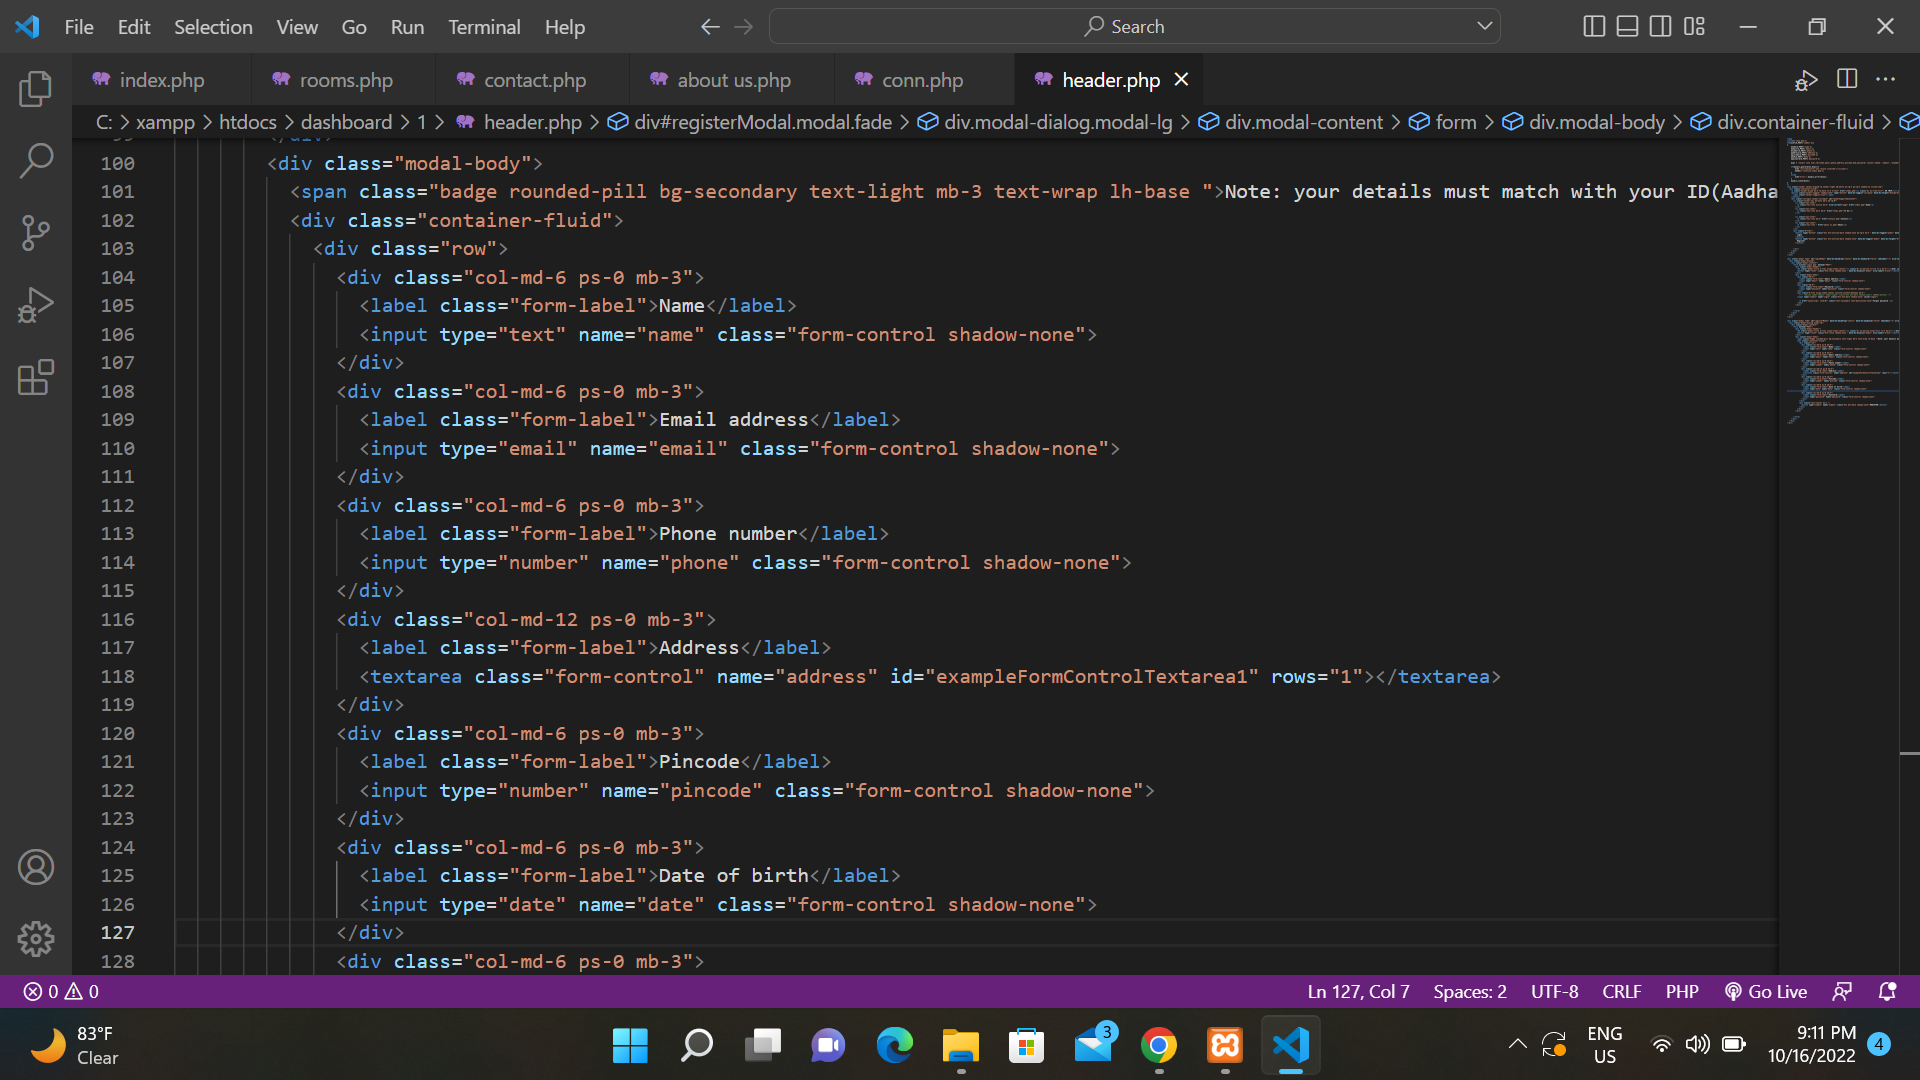 File Edit Selection View Go Run Terminal Help Search
index.php rooms.php contact.php about us.php conn.php header.php
C: > xampp > htdocs > dashboard > 1 > header.php > div#registerModal.modal.fade > div.modal-dialog.modal-lg > div.modal-content > form > div.modal-body > div.container-fluid >
100 <div class="modal-body">
101 <span class="badge rounded-pill bg-secondary text-light mb-3 text-wrap lh-base ">Note: your details must match with your ID(Aadha
102 <div class="container-fluid">
103 <div class="row">
104 <div class="col-md-6 ps-0 mb-3">
105 <label class="form-label">Name</label>
106 <input type="text" name="name" class="form-control shadow-none">
107 </div>
108 <div class="col-md-6 ps-0 mb-3">
109 <label class="form-label">Email address</label>
110 <input type="email" name="email" class="form-control shadow-none">
111 </div>
112 <div class="col-md-6 ps-0 mb-3">
113 <label class="form-label">Phone number</label>
114 <input type="number" name="phone" class="form-control shadow-none">
115 </div>
116 <div class="col-md-12 ps-0 mb-3">
117 <label class="form-label">Address</label>
118 <textarea class="form-control" name="address" id="exampleFormControlTextarea1" rows="1"></textarea>
119 </div>
120 <div class="col-md-6 ps-0 mb-3">
121 <label class="form-label">Pincode</label>
122 <input type="number" name="pincode" class="form-control shadow-none">
123 </div>
124 <div class="col-md-6 ps-0 mb-3">
125 <label class="form-label">Date of birth</label>
126 <input type="date" name="date" class="form-control shadow-none">
127 </div>
128 <div class="col-md-6 ps-0 mb-3">
0 0 Ln 127, Col 7 Spaces: 2 UTF-8 CRLF PHP Go Live
83°F
Clear
3
ENG
US
9:11 PM
10/16/2022
4